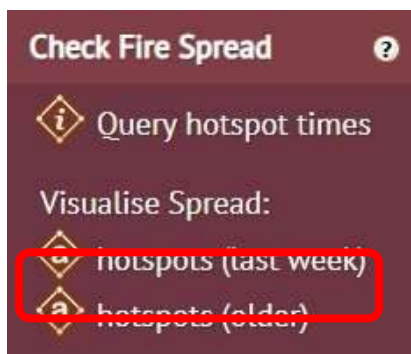 Check Fire Spread ?
i Query hotspot times
Visualise Spread:
a hotspots (last week)
a hotspots (older)